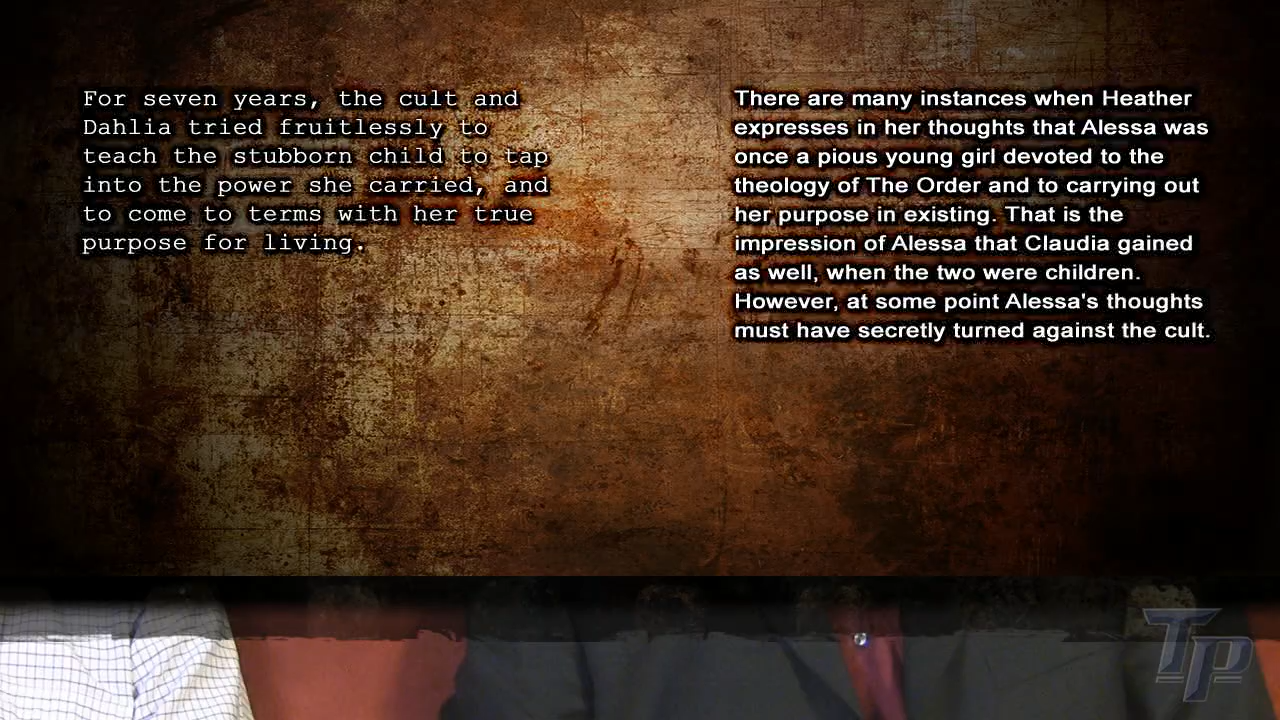 For seven years, the cult and
Dahlia tried fruitlessly to
teach the stubborn child to tap
into the power she carried, and
to come to terms with her true
purpose for living.
There are many instances when Heather
expresses in her thoughts that Alessa was
once a pious young girl devoted to the
theology of The Order and to carrying out
her purpose in existing. That is the
impression of Alessa that Claudia gained
as well, when the two were children.
However, at some point Alessa's thoughts
must have secretly turned against the cult.
TP